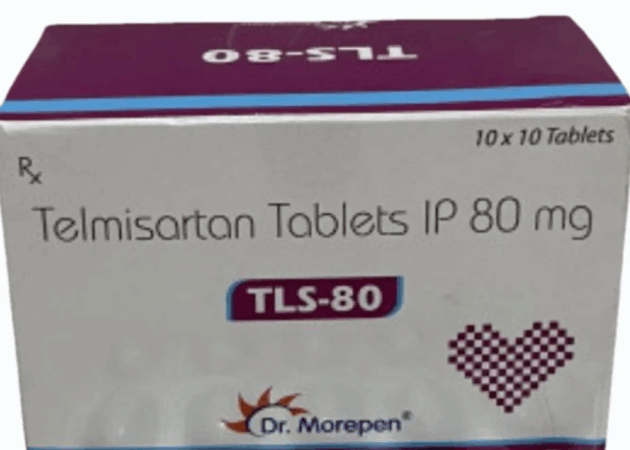 TLS-80
10 x 10 Tablets
Rx
Telmisartan Tablets IP 80 mg
TLS-80
Dr. Morepen®